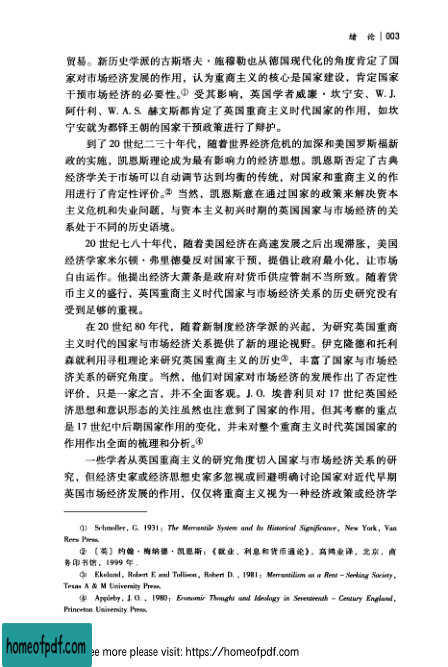 绪 论 | 003
贸易。新历史学派的古斯塔夫·施穆勒也从德国现代化的角度肯定了国
家对市场经济发展的作用，认为重商主义的核心是国家建设，肯定国家
干预市场经济的必要性。① 受其影响，英国学者威廉·坎宁安、W. J.
阿什利、W. A. S. 赫文斯都肯定了英国重商主义时代国家的作用，如坎
宁安就为都铎王朝的国家干预政策进行了辩护。
到了 20 世纪二三十年代，随着世界经济危机的加深和美国罗斯福新
政的实施，凯恩斯理论成为最有影响力的经济思想。凯恩斯否定了古典
经济学关于市场可以自动调节达到均衡的传统，对国家和重商主义的作
用进行了肯定性评价。② 当然，凯恩斯意在通过国家的政策来解决资本
主义危机和失业问题，与资本主义初兴时期的英国国家与市场经济的关
系处于不同的历史语境。
20 世纪七八十年代，随着美国经济在高速发展之后出现滞胀，美国
经济学家米尔顿·弗里德曼反对国家干预，提倡让政府最小化，让市场
自由运作。他提出经济大萧条是政府对货币供应管制不当所致。随着货
币主义的盛行，英国重商主义时代国家与市场经济关系的历史研究没有
受到足够的重视。
在 20 世纪 80 年代，随着新制度经济学派的兴起，为研究英国重商
主义时代的国家与市场经济关系提供了新的理论视野。伊克隆德和托利
森就利用寻租理论来研究英国重商主义的历史③，丰富了国家与市场经
济关系的研究角度。当然，他们对国家对市场经济的发展作出了否定性
评价，只是一家之言，并不全面客观。J. O. 埃普利贝对 17 世纪英国经
济思想和意识形态的关注虽然也注意到了国家的作用，但其考察的重点
是 17 世纪中后期国家作用的变化，并未对整个重商主义时代英国国家的
作用作出全面的梳理和分析。④
一些学者从英国重商主义的研究角度切入国家与市场经济关系的研
究，但经济史家或经济思想史家多忽视或回避明确讨论国家对近代早期
英国市场经济发展的作用，仅仅将重商主义视为一种经济政策或经济学
① Schmoller, G. 1931: The Mercantile System and Its Historical Significance, New York, Van
Rees Press.
② 〔英〕约翰·梅纳德·凯恩斯：《就业、利息和货币通论》，高鸿业译，北京，商
务印书馆，1999 年.
③ Ekelund, Robert E and Tollison, Robert D., 1981: Mercantilism as a Rent-Seeking Society,
Texas A & M University Press.
④ Appleby, J. O., 1980: Economic Thought and Ideology in Seventeenth-Century England,
Princeton University Press.
homeofpdf.com
ee more please visit: https://homeofpdf.com